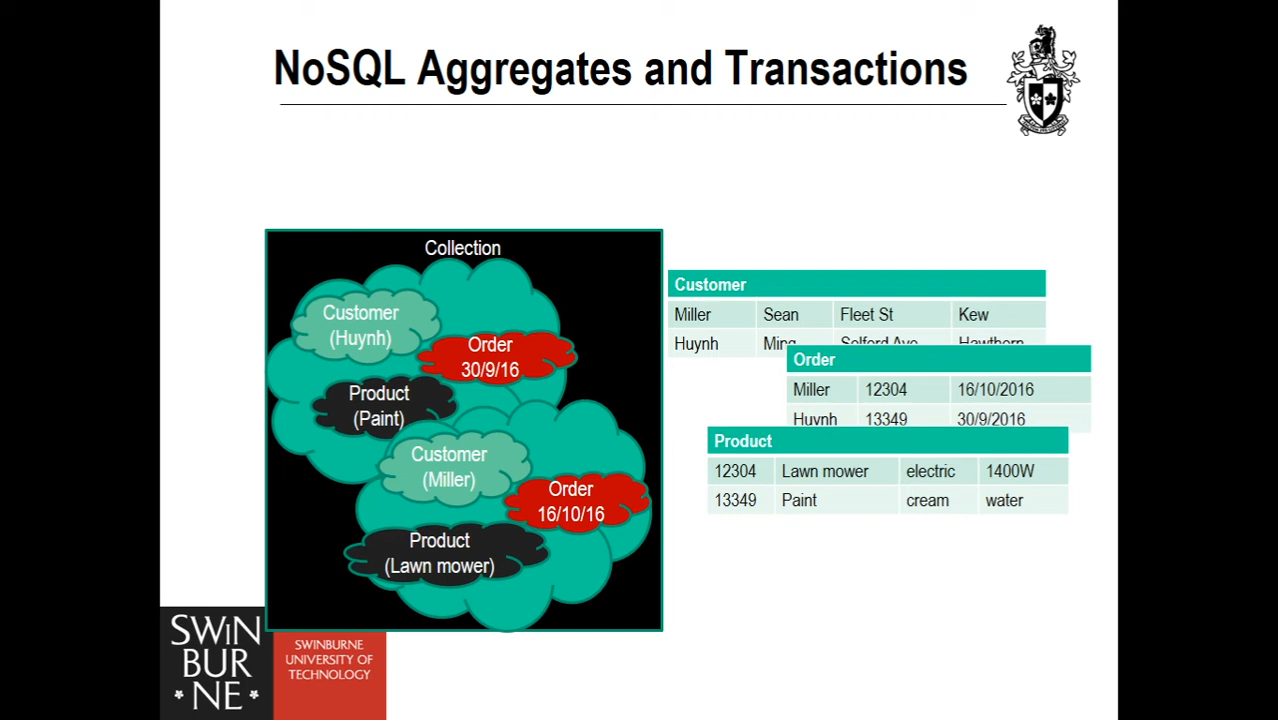 NoSQL Aggregates and Transactions
Collection
Customer
(Huynh)
Order
30/9/16
Product
(Paint)
Customer
(Miller)
Order
16/10/16
Product
(Lawn mower)
Customer
Miller Sean Fleet St Kew
Huynh Ming Selford Ave Hawthorn
Order
Miller 12304 16/10/2016
Huynh 13349 30/9/2016
Product
12304 Lawn mower electric 1400W
13349 Paint cream water
SWIN
BUR
NE
SWINBURNE
UNIVERSITY OF
TECHNOLOGY